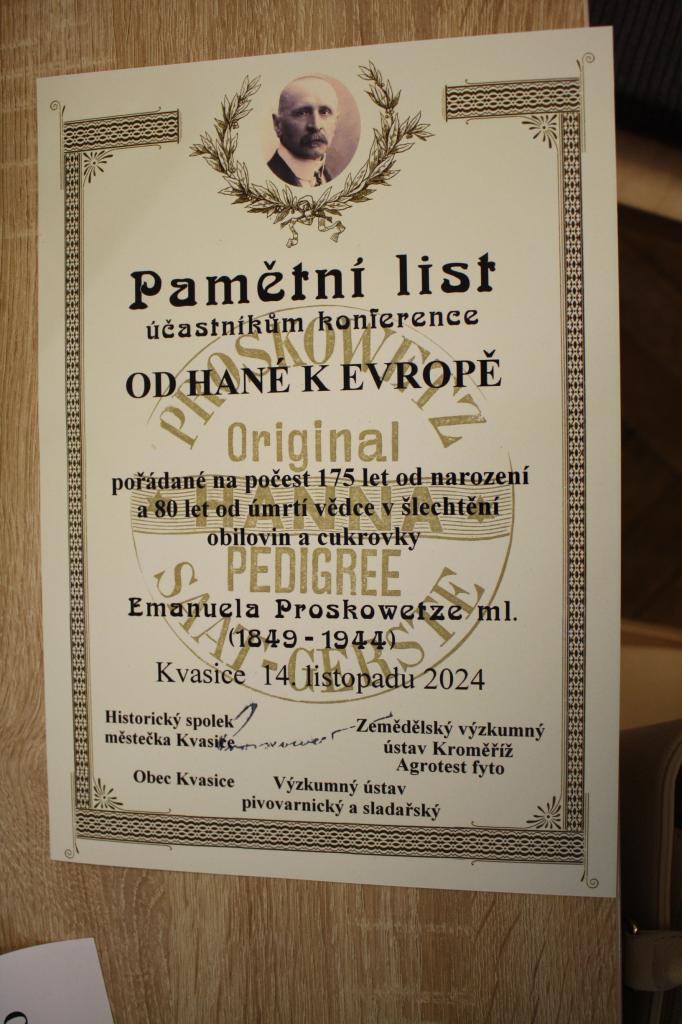 Pamětní list
účastníkům konference
OD HANÉ K EVROPĚ
PROSKOWETZ
Original
pořádané na počest 175 let od narození
HANNA
a 80 let od úmrtí vědce v šlechtění
obilovin a cukrovky
PEDIGREE
SAAT-GERSTE
Emanuela Proskowetze ml.
(1849 - 1944)
Kvasice 14. listopadu 2024
Historický spolek
městečka Kvasice
Zemědělský výzkumný
ústav Kroměříž
Agrotest fyto
Obec Kvasice
Výzkumný ústav
pivovarnický a sladařský